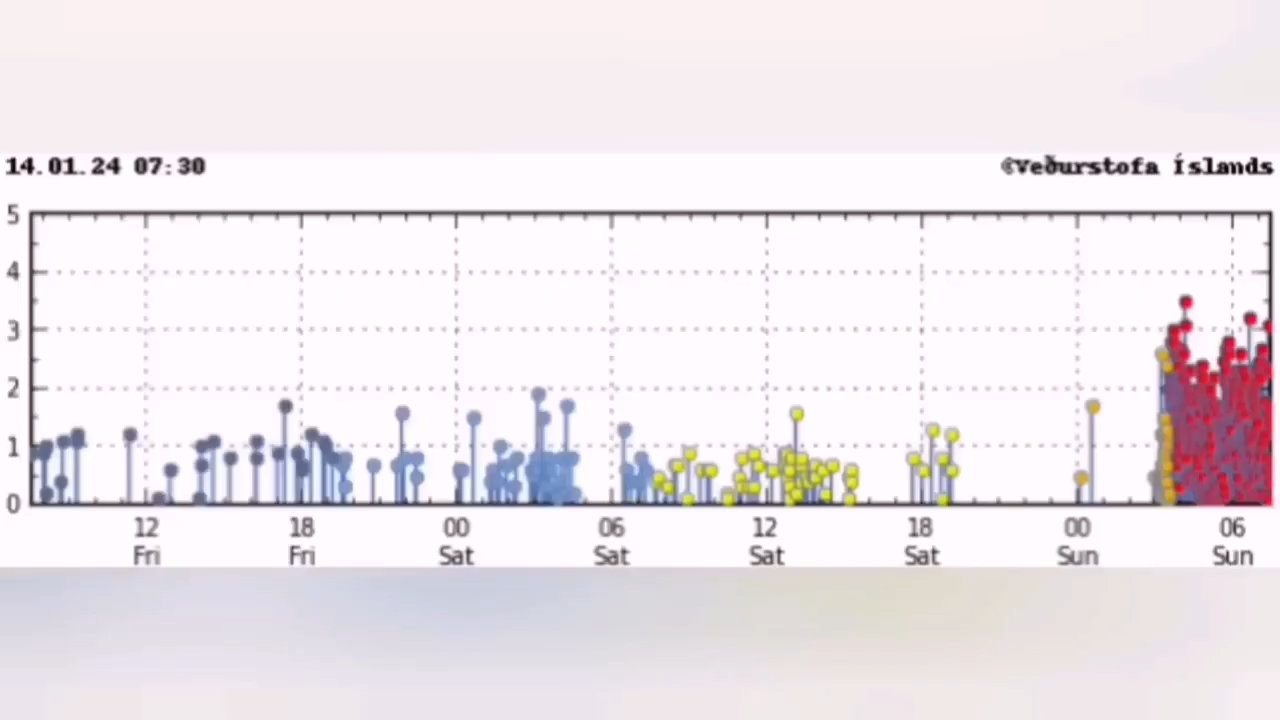 14.01.24 07:30 ©Veðurstofa Íslands
5
4
3
2
1
0
12 18 00 06 12 18 00 06
Fri Fri Sat Sat Sat Sat Sun Sun